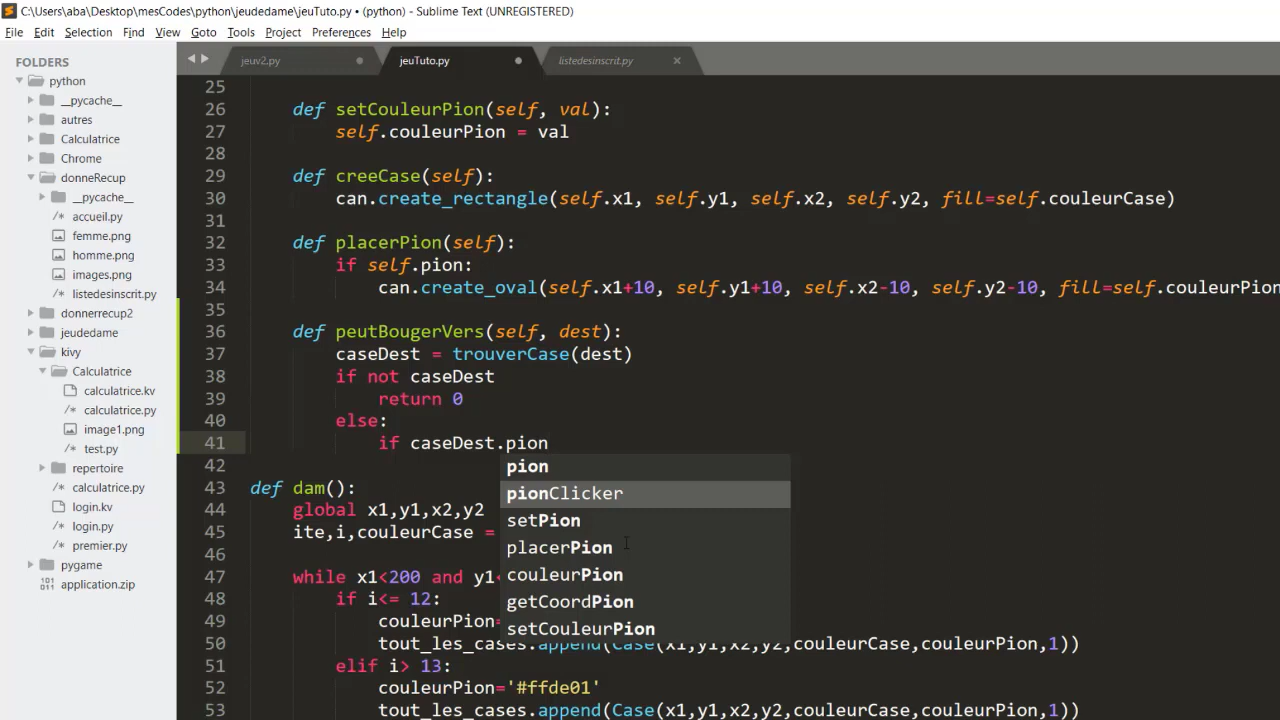 C:\Users\aba\Desktop\mesCodes\python\jeudedame\jeuTuto.py • (python) - Sublime Text (UNREGISTERED)
File Edit Selection Find View Goto Tools Project Preferences Help
FOLDERS
python
__pycache__
autres
Calculatrice
Chrome
donneRecup
__pycache__
accueil.py
femme.png
homme.png
images.png
listedesinscrit.py
donnerrecup2
jeudedame
kivy
Calculatrice
calculatrice.kv
calculatrice.py
image1.png
test.py
repertoire
calculatrice.py
login.kv
login.py
premier.py
pygame
application.zip
jeuv2.py jeuTuto.py listedesinscrit.py
25
26 def setCouleurPion(self, val):
27 self.couleurPion = val
28
29 def creeCase(self):
30 can.create_rectangle(self.x1, self.y1, self.x2, self.y2, fill=self.couleurCase)
31
32 def placerPion(self):
33 if self.pion:
34 can.create_oval(self.x1+10, self.y1+10, self.x2-10, self.y2-10, fill=self.couleurPion
35
36 def peutBougerVers(self, dest):
37 caseDest = trouverCase(dest)
38 if not caseDest
39 return 0
40 else:
41 if caseDest.pion
42
43 def dam():
44 global x1,y1,x2,y2
45 ite,i,couleurCase =
46
47 while x1<200 and y1<
48 if i<= 12:
49 couleurPion=
50 tout_les_cases.append(Case(x1,y1,x2,y2,couleurCase,couleurPion,1))
51 elif i> 13:
52 couleurPion='#ffde01'
53 tout_les_cases.append(Case(x1,y1,x2,y2,couleurCase,couleurPion,1))
pion
pionClicker
setPion
placerPion
couleurPion
getCoordPion
setCouleurPion